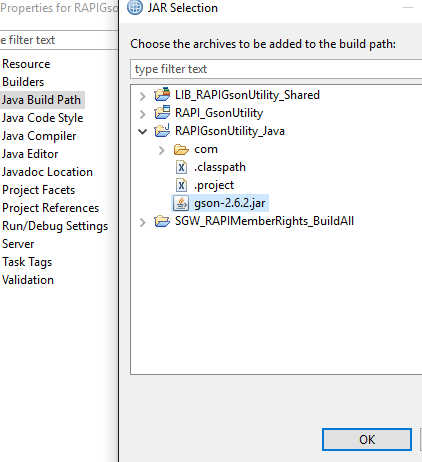 Properties for RAPIGson
JAR Selection
e filter text
Resource
Builders
Java Build Path
Java Code Style
Java Compiler
Java Editor
Javadoc Location
Project Facets
Project References
Run/Debug Settings
Server
Task Tags
Validation
Choose the archives to be added to the build path:
type filter text
LIB_RAPIGsonUtility_Shared
RAPI_GsonUtility
RAPIGsonUtility_Java
com
.classpath
.project
gson-2.6.2.jar
SGW_RAPIMemberRights_BuildAll
OK